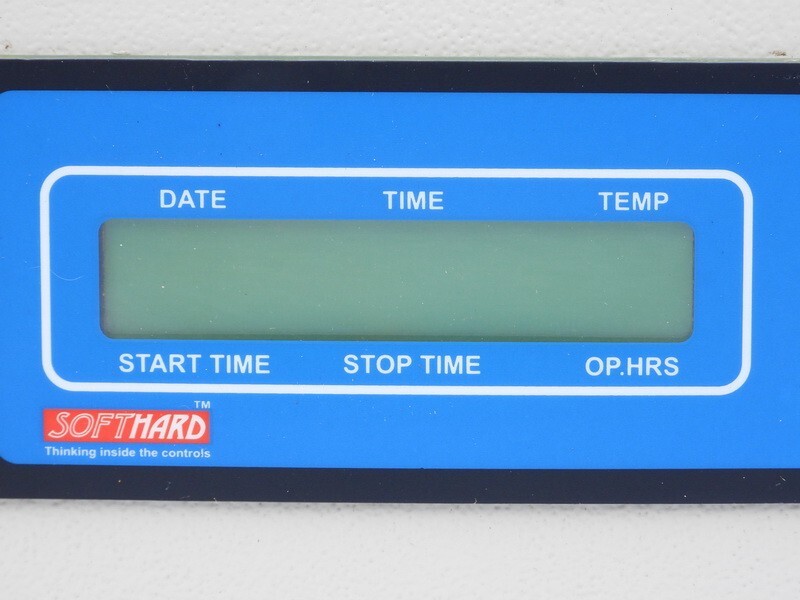 DATE TIME TEMP
START TIME STOP TIME OP.HRS
SOFTHARD™
Thinking inside the controls